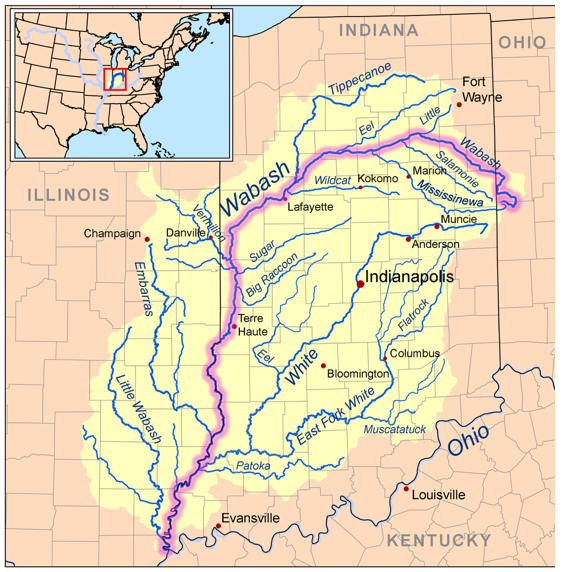 INDIANA
OHIO
Tippecanoe
Fort
Wayne
Eel
Little
Wabash
Wabash
Salamonie
Marion
Kokomo
Wildcat
Mississinewa
ILLINOIS
Lafayette
Vermilion
Muncie
Champaign
Danville
Anderson
Sugar
Embarras
Big Raccoon
Indianapolis
Flatrock
Terre
Haute
Eel
White
Columbus
Bloomington
Little Wabash
East Fork White
Muscatatuck
Ohio
Patoka
Louisville
Evansville
KENTUCKY